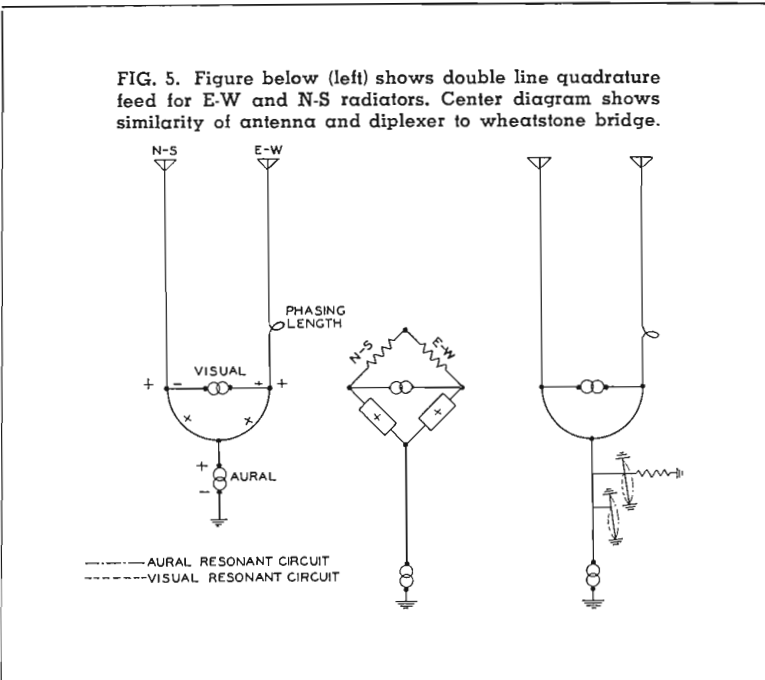 FIG. 5. Figure below (left) shows double line quadrature
feed for E-W and N-S radiators. Center diagram shows
similarity of antenna and diplexer to wheatstone bridge.
N-S
E-W
PHASING
LENGTH
VISUAL
+ - + +
x x
+
AURAL
-
N-S
E-W
x x
AURAL RESONANT CIRCUIT
VISUAL RESONANT CIRCUIT